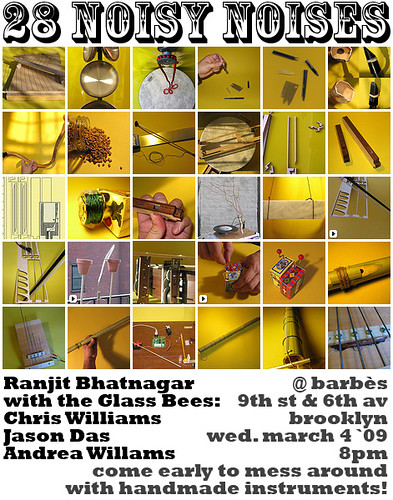 28 NOISY NOISES
Ranjit Bhatnagar @ barbès
with the Glass Bees: 9th st & 6th av
Chris Williams brooklyn
Jason Das wed. march 4 `09
Andrea Willams 8pm
come early to mess around
with handmade instruments!